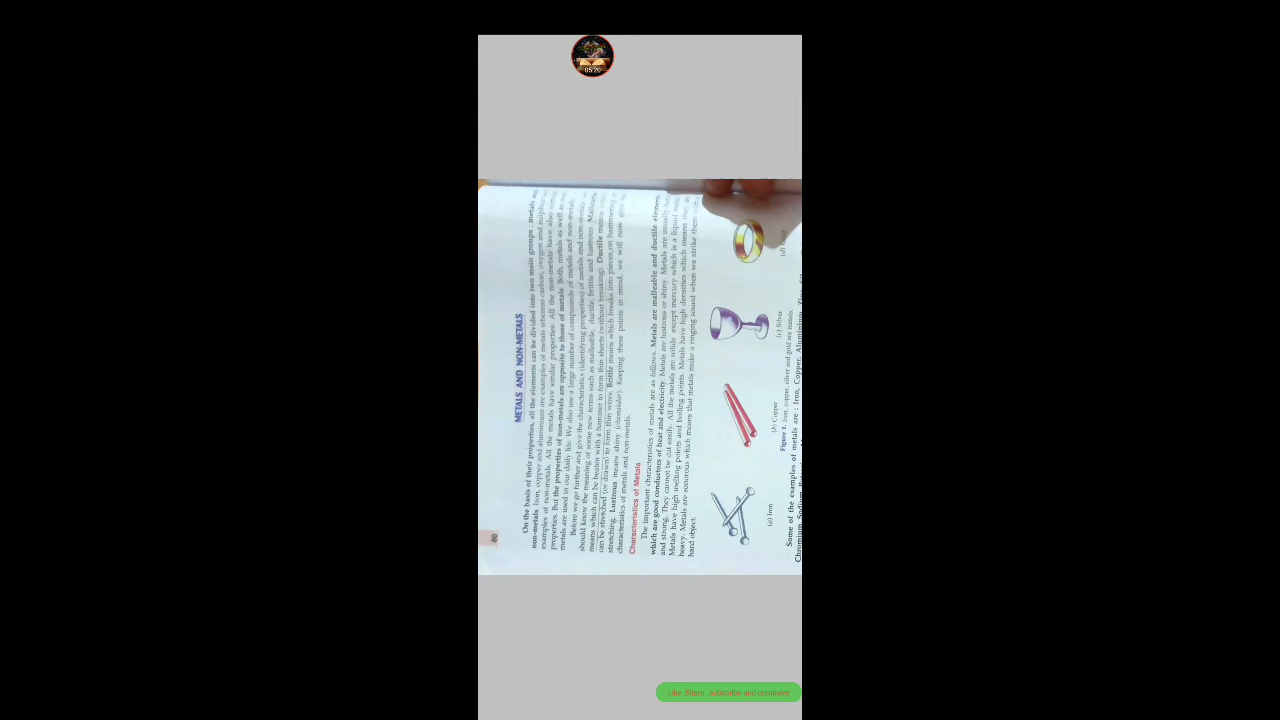 05:20
80
METALS AND NON-METALS
On the basis of their properties, all the elements can be divided into two main groups : metals and
non-metals. Iron, copper and aluminium are examples of metals whereas carbon, oxygen and sulphur
examples of non-metals. All the metals have similar properties. All the non-metals have also similar
properties. But the properties of non-metals are opposite to those of metals. Both, metals as well as
metals are used in our daily life. We also use a large number of compounds of metals and non-metals.
Before we go further and give the characteristics (identifying properties) of metals and non-metals
should know the meaning of some new terms such as malleable, ductile, brittle and lustrous. Malleable
means which can be beaten with a hammer to form thin sheets (without breaking). Ductile means
can be stretched (or drawn) to form thin wires. Brittle means which breaks into pieces on hammering
stretching. Lustrous means shiny (chamakdar). Keeping these points in mind, we will now give
characteristics of metals and non-metals.
Characteristics of Metals
The important characteristics of metals are as follows. Metals are malleable and ductile
which are good conductors of heat and electricity. Metals are lustrous or shiny. Metals are usually
and strong. They cannot be cut easily. All the metals are solids except mercury which is a liquid
Metals have high melting points and boiling points. Metals have high densities which means they
heavy. Metals are sonorous which means that metals make a ringing sound when we strike them
hard object.
(a) Iron
(b) Copper
(c) Silver
(d)
Figure 1. Iron, copper, silver and gold are metals.
Some of the examples of metals are : Iron, Copper, Aluminium,
Chromium, Sodium,
Like Share, subscribe and comment